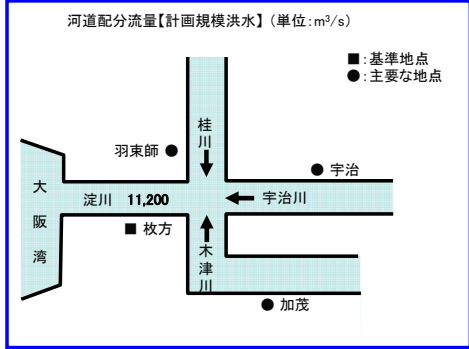 河道配分流量【計画規模洪水】（単位：m³/s）
■：基準地点
●：主要な地点
桂川
羽束師 ●
● 宇治
大阪湾
淀川 11,200
宇治川
■ 枚方
木津川
● 加茂